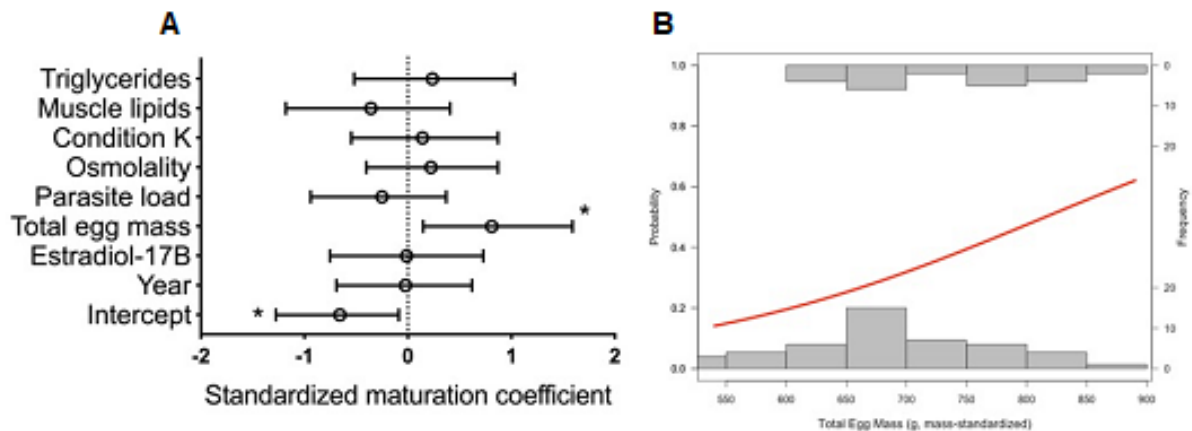 A
Triglycerides
Muscle lipids
Condition K
Osmolality
Parasite load
Total egg mass
*
Estradiol-17B
Year
Intercept
*
-2
-1
0
1
2
Standardized maturation coefficient
B
Probability
1.0
0.8
0.6
0.4
0.2
0.0
0
10
20
20
10
0
Frequency
550
600
650
700
750
800
850
900
Total Egg Mass (g, mass-standardized)